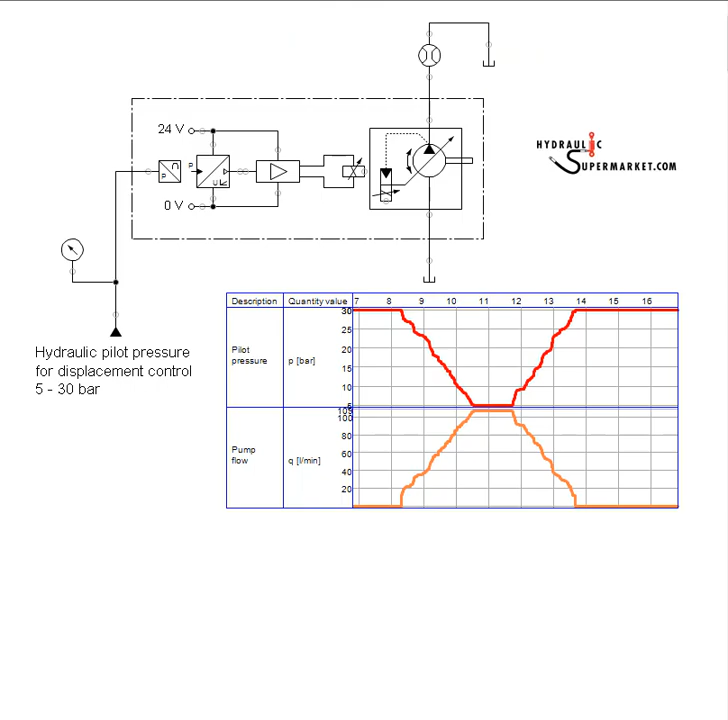 24 V
P
P
U
0 V
HYDRAULIC
SUPERMARKET.COM
Hydraulic pilot pressure
for displacement control
5 - 30 bar
Description Quantity value 7 8 9 10 11 12 13 14 15 16
30
25
Pilot
pressure
p [bar]
20
15
10
5
105
100
80
Pump
flow
q [l/min]
60
40
20